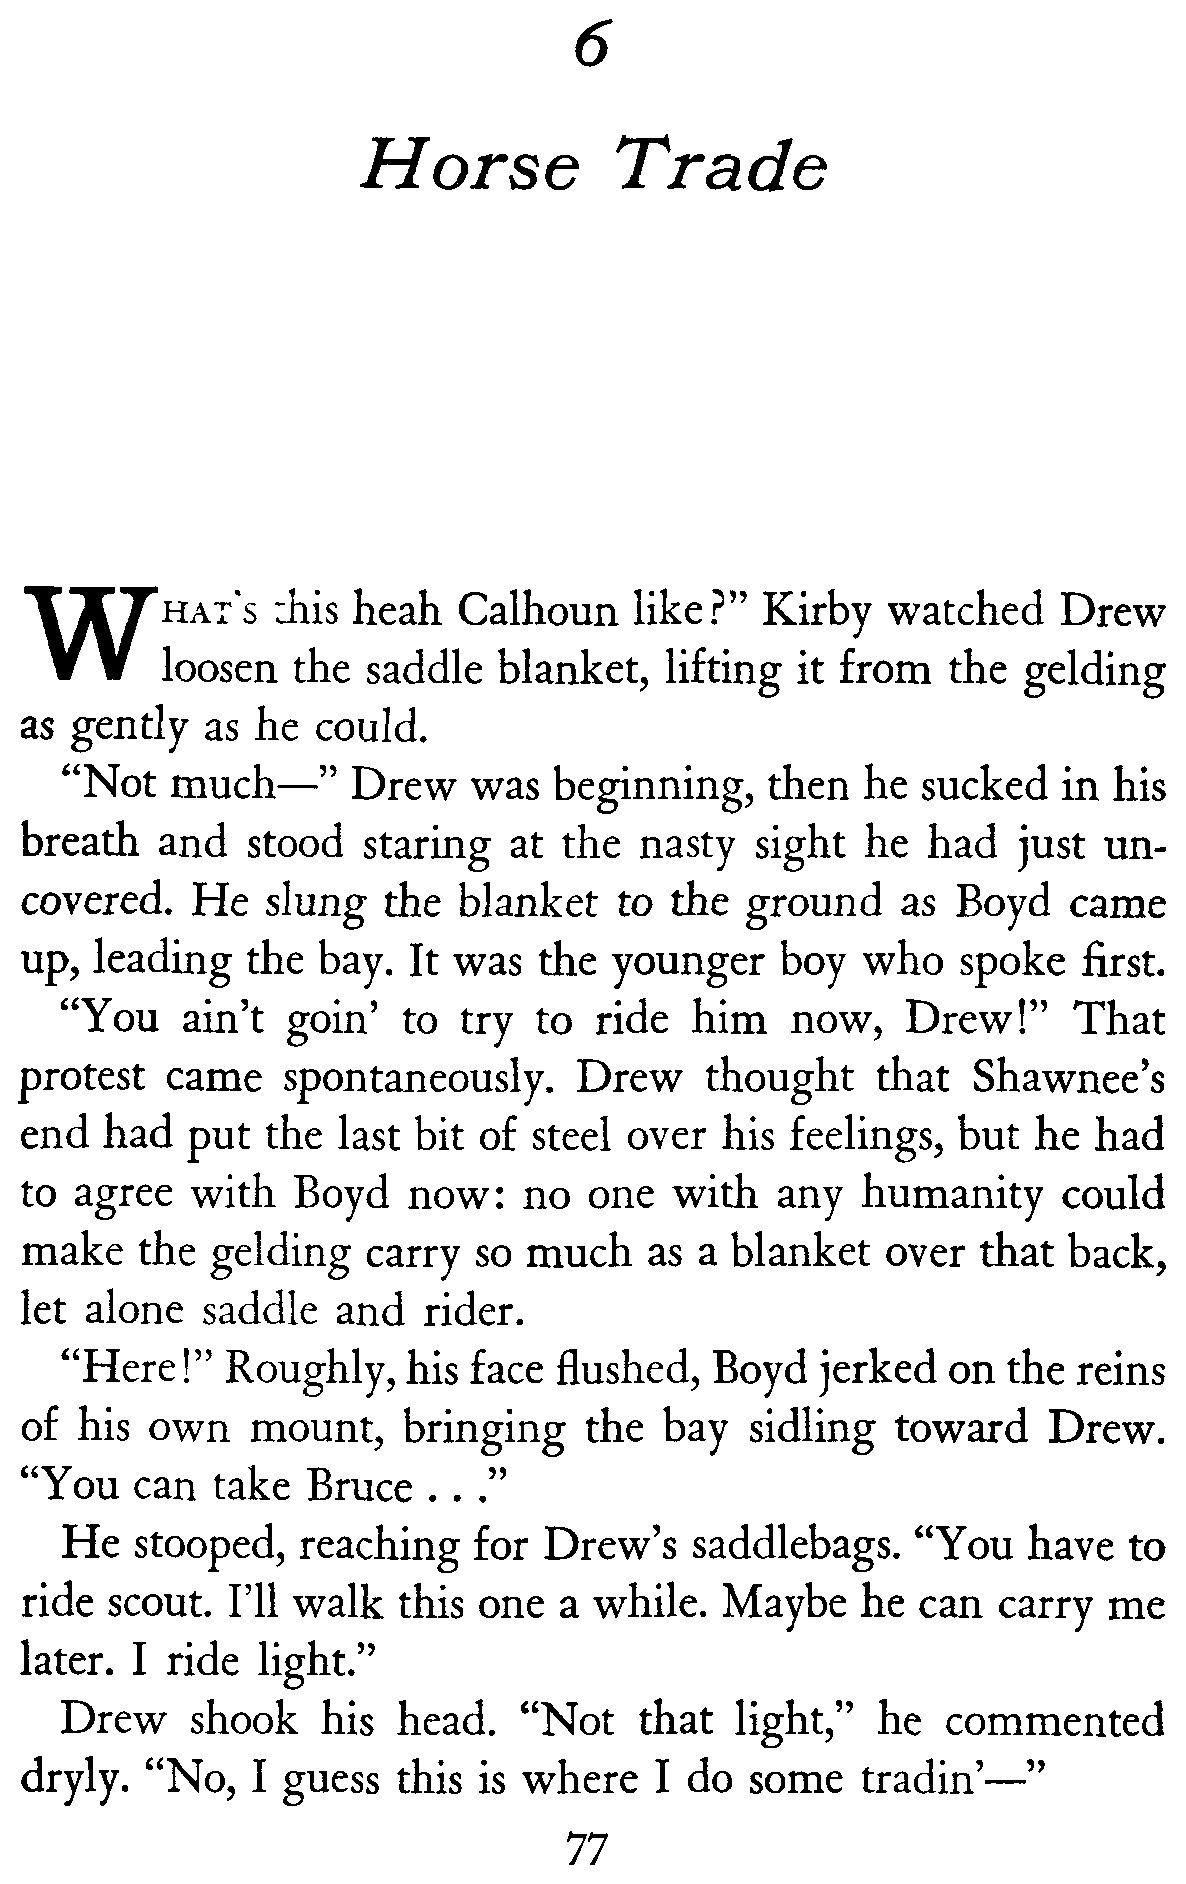 6
Horse Trade
WHAT's this heah Calhoun like?” Kirby watched Drew
loosen the saddle blanket, lifting it from the gelding
as gently as he could.
“Not much—” Drew was beginning, then he sucked in his
breath and stood staring at the nasty sight he had just un-
covered. He slung the blanket to the ground as Boyd came
up, leading the bay. It was the younger boy who spoke first.
“You ain’t goin’ to try to ride him now, Drew!” That
protest came spontaneously. Drew thought that Shawnee’s
end had put the last bit of steel over his feelings, but he had
to agree with Boyd now: no one with any humanity could
make the gelding carry so much as a blanket over that back,
let alone saddle and rider.
“Here!” Roughly, his face flushed, Boyd jerked on the reins
of his own mount, bringing the bay sidling toward Drew.
“You can take Bruce . . .”
He stooped, reaching for Drew’s saddlebags. “You have to
ride scout. I’ll walk this one a while. Maybe he can carry me
later. I ride light.”
Drew shook his head. “Not that light,” he commented
dryly. “No, I guess this is where I do some tradin’—”
77